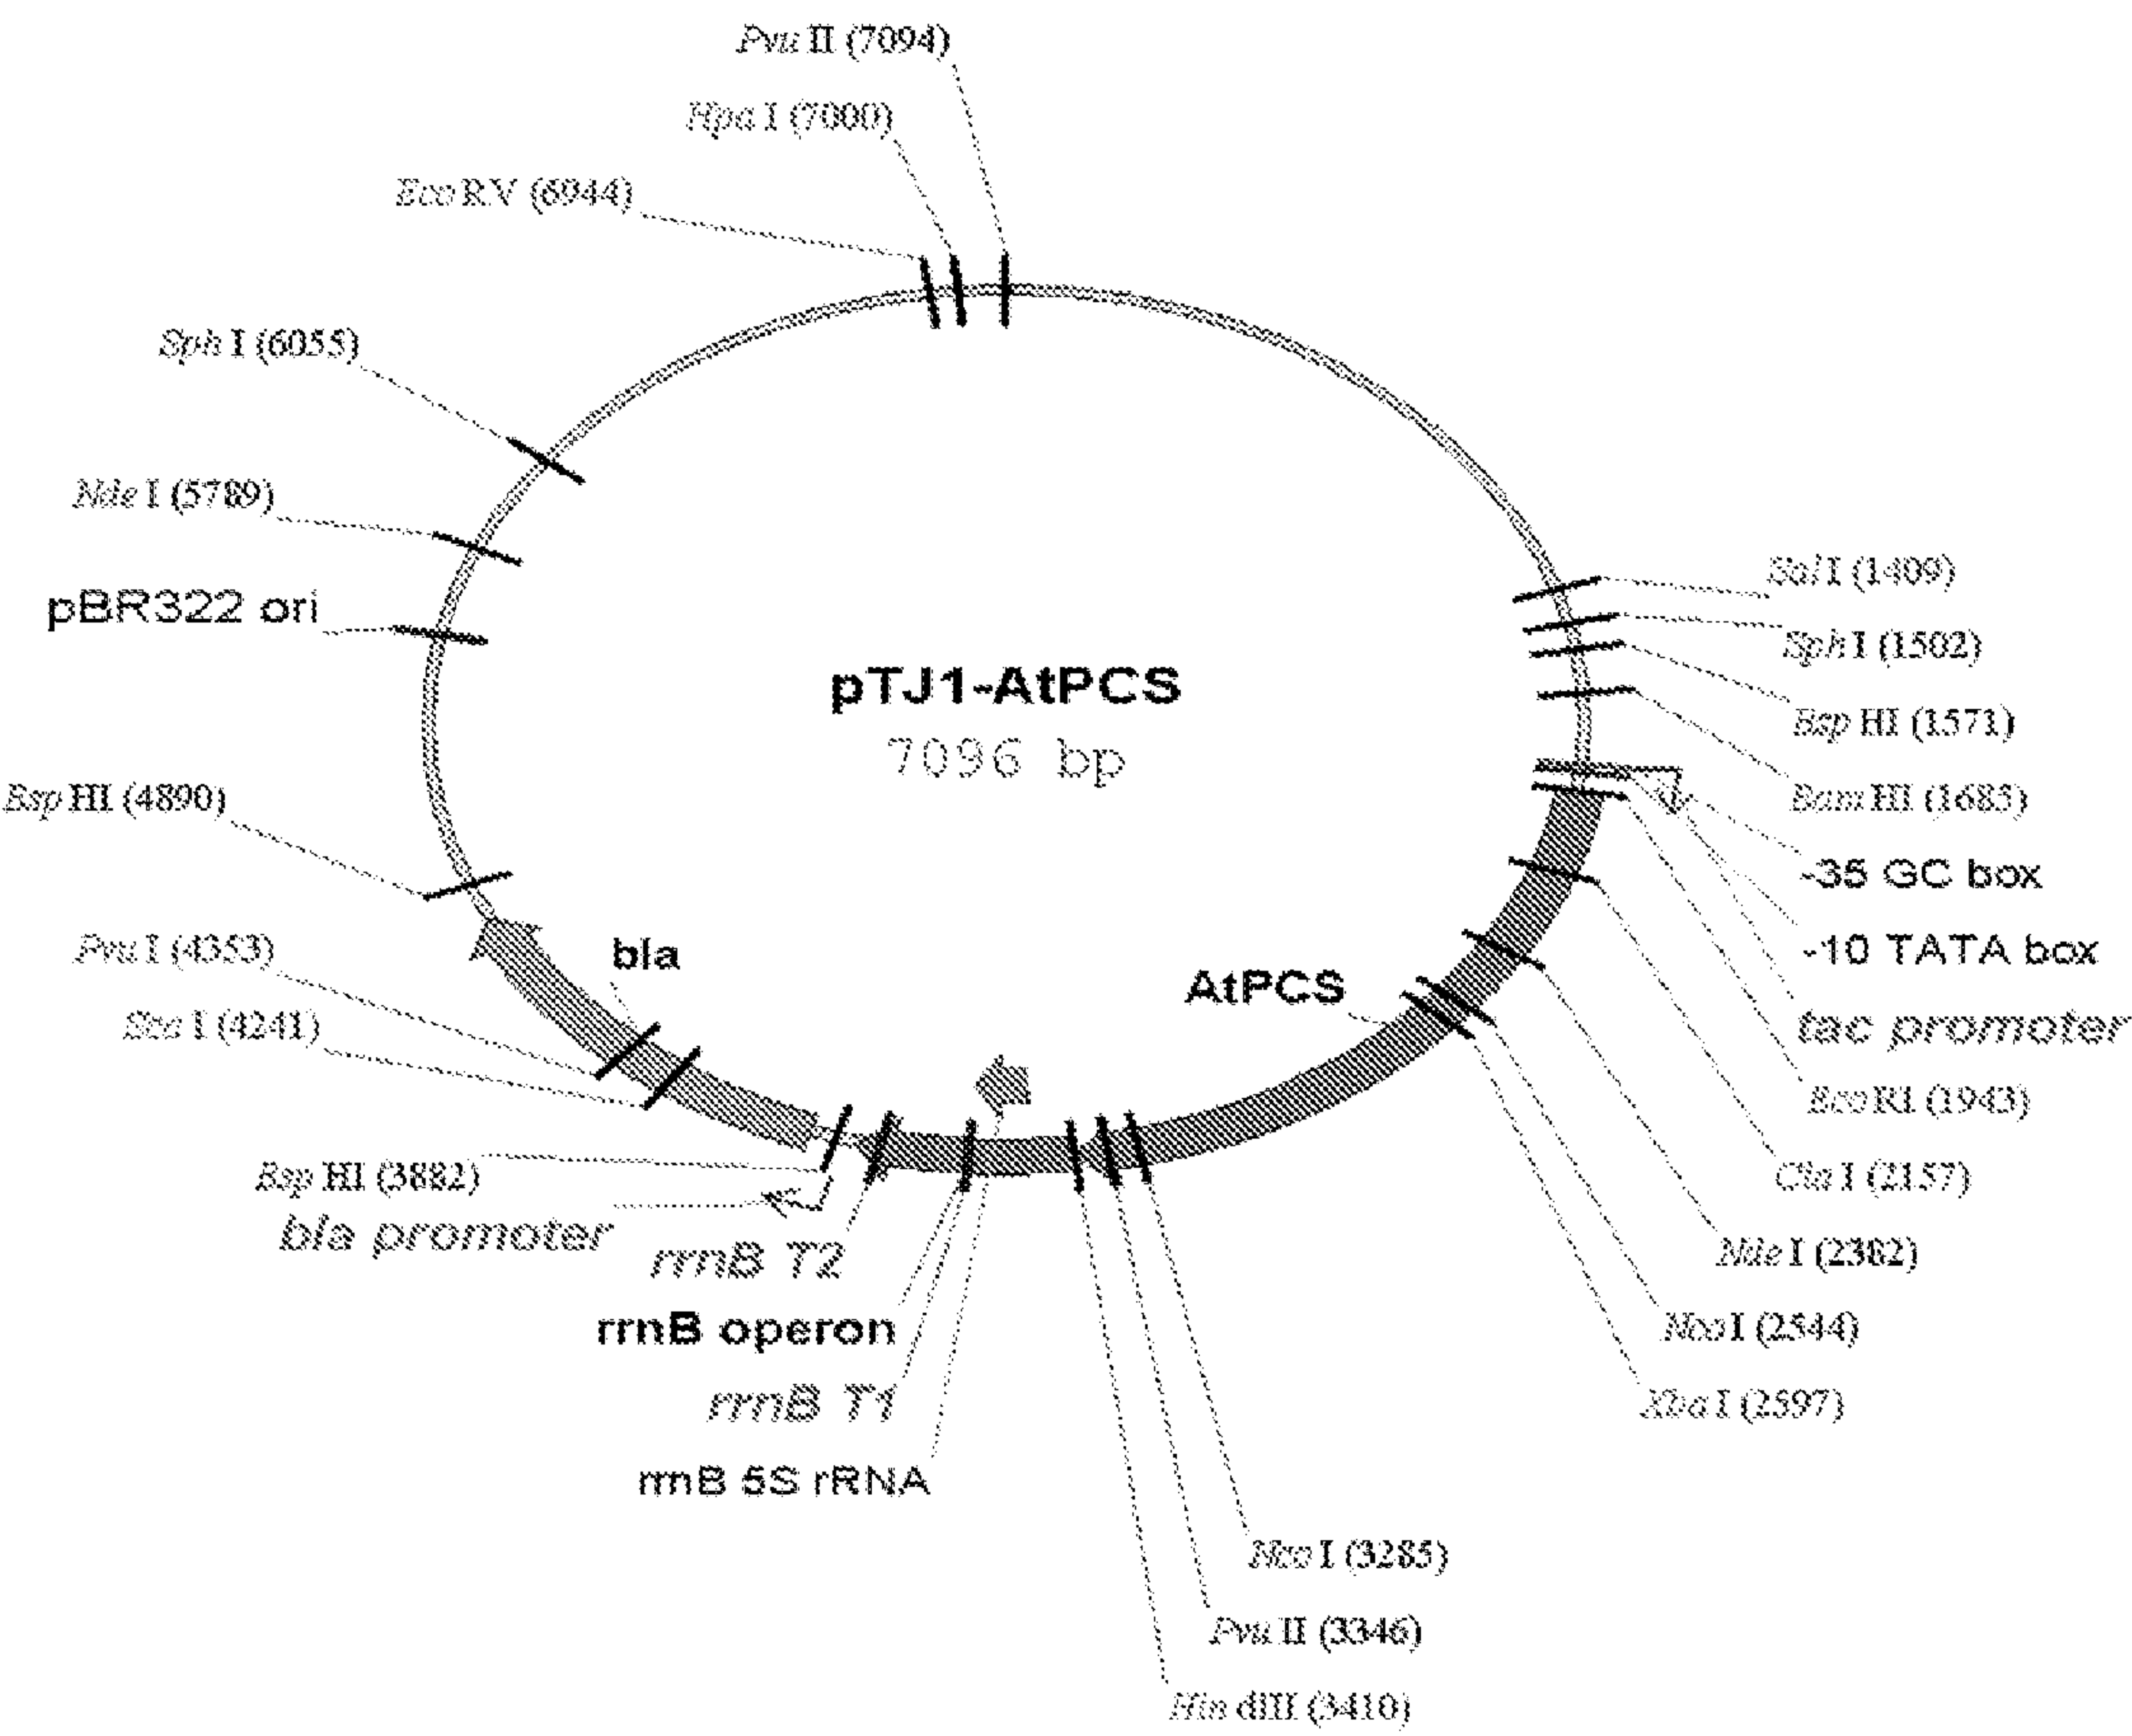 Pvu II (7094)
Hpa I (7000)
Eco RV (6944)
Sph I (6055)
Nde I (5789)
pBR322 ori
Bsp HI (4890)
Pvu I (4353)
Sca I (4241)
bla
Bsp HI (3882)
bla promoter
rrnB T2
rrnB operon
rrnB T1
rrnB 5S rRNA
pTJ1-AtPCS
7096 bp
AtPCS
Sal I (1409)
Sph I (1502)
Bsp HI (1571)
Bam HI (1685)
-35 GC box
-10 TATA box
tac promoter
Eco RI (1943)
Cla I (2157)
Nde I (2382)
Nco I (2544)
Xba I (2597)
Nco I (3285)
Pvu II (3346)
Hin dIII (3410)